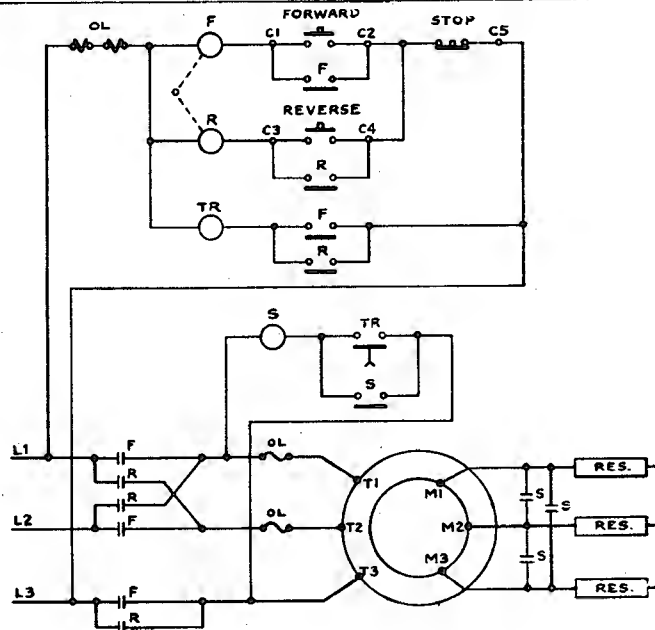 OL F C1 FORWARD C2 STOP C5
F
R C3 REVERSE C4
R
TR F
R
S TR
S
L1 F OL T1 M1 RES.
R S S
R
L2 F OL T2 M2 RES.
S
T3 M3
L3 F RES.
R